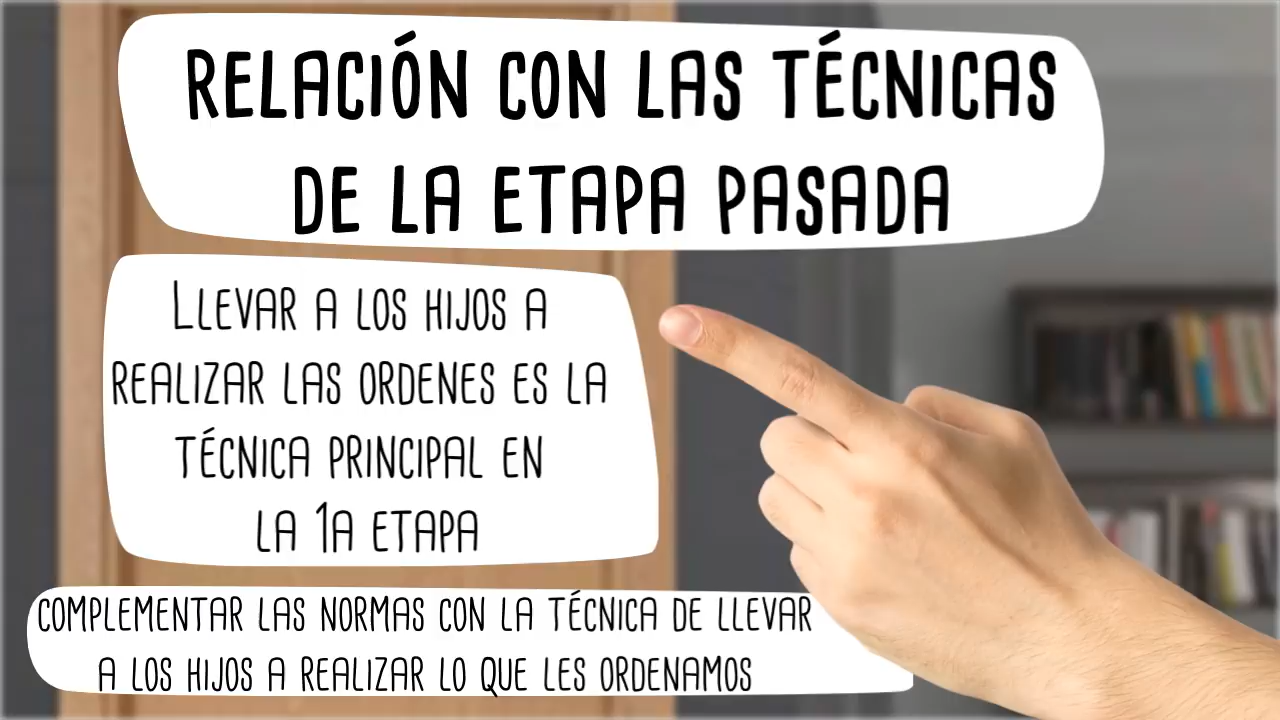 RELACIÓN CON LAS TÉCNICAS
DE LA ETAPA PASADA
LLEVAR A LOS HIJOS A
REALIZAR LAS ORDENES ES LA
TÉCNICA PRINCIPAL EN
LA 1A ETAPA
COMPLEMENTAR LAS NORMAS CON LA TÉCNICA DE LLEVAR
A LOS HIJOS A REALIZAR LO QUE LES ORDENAMOS